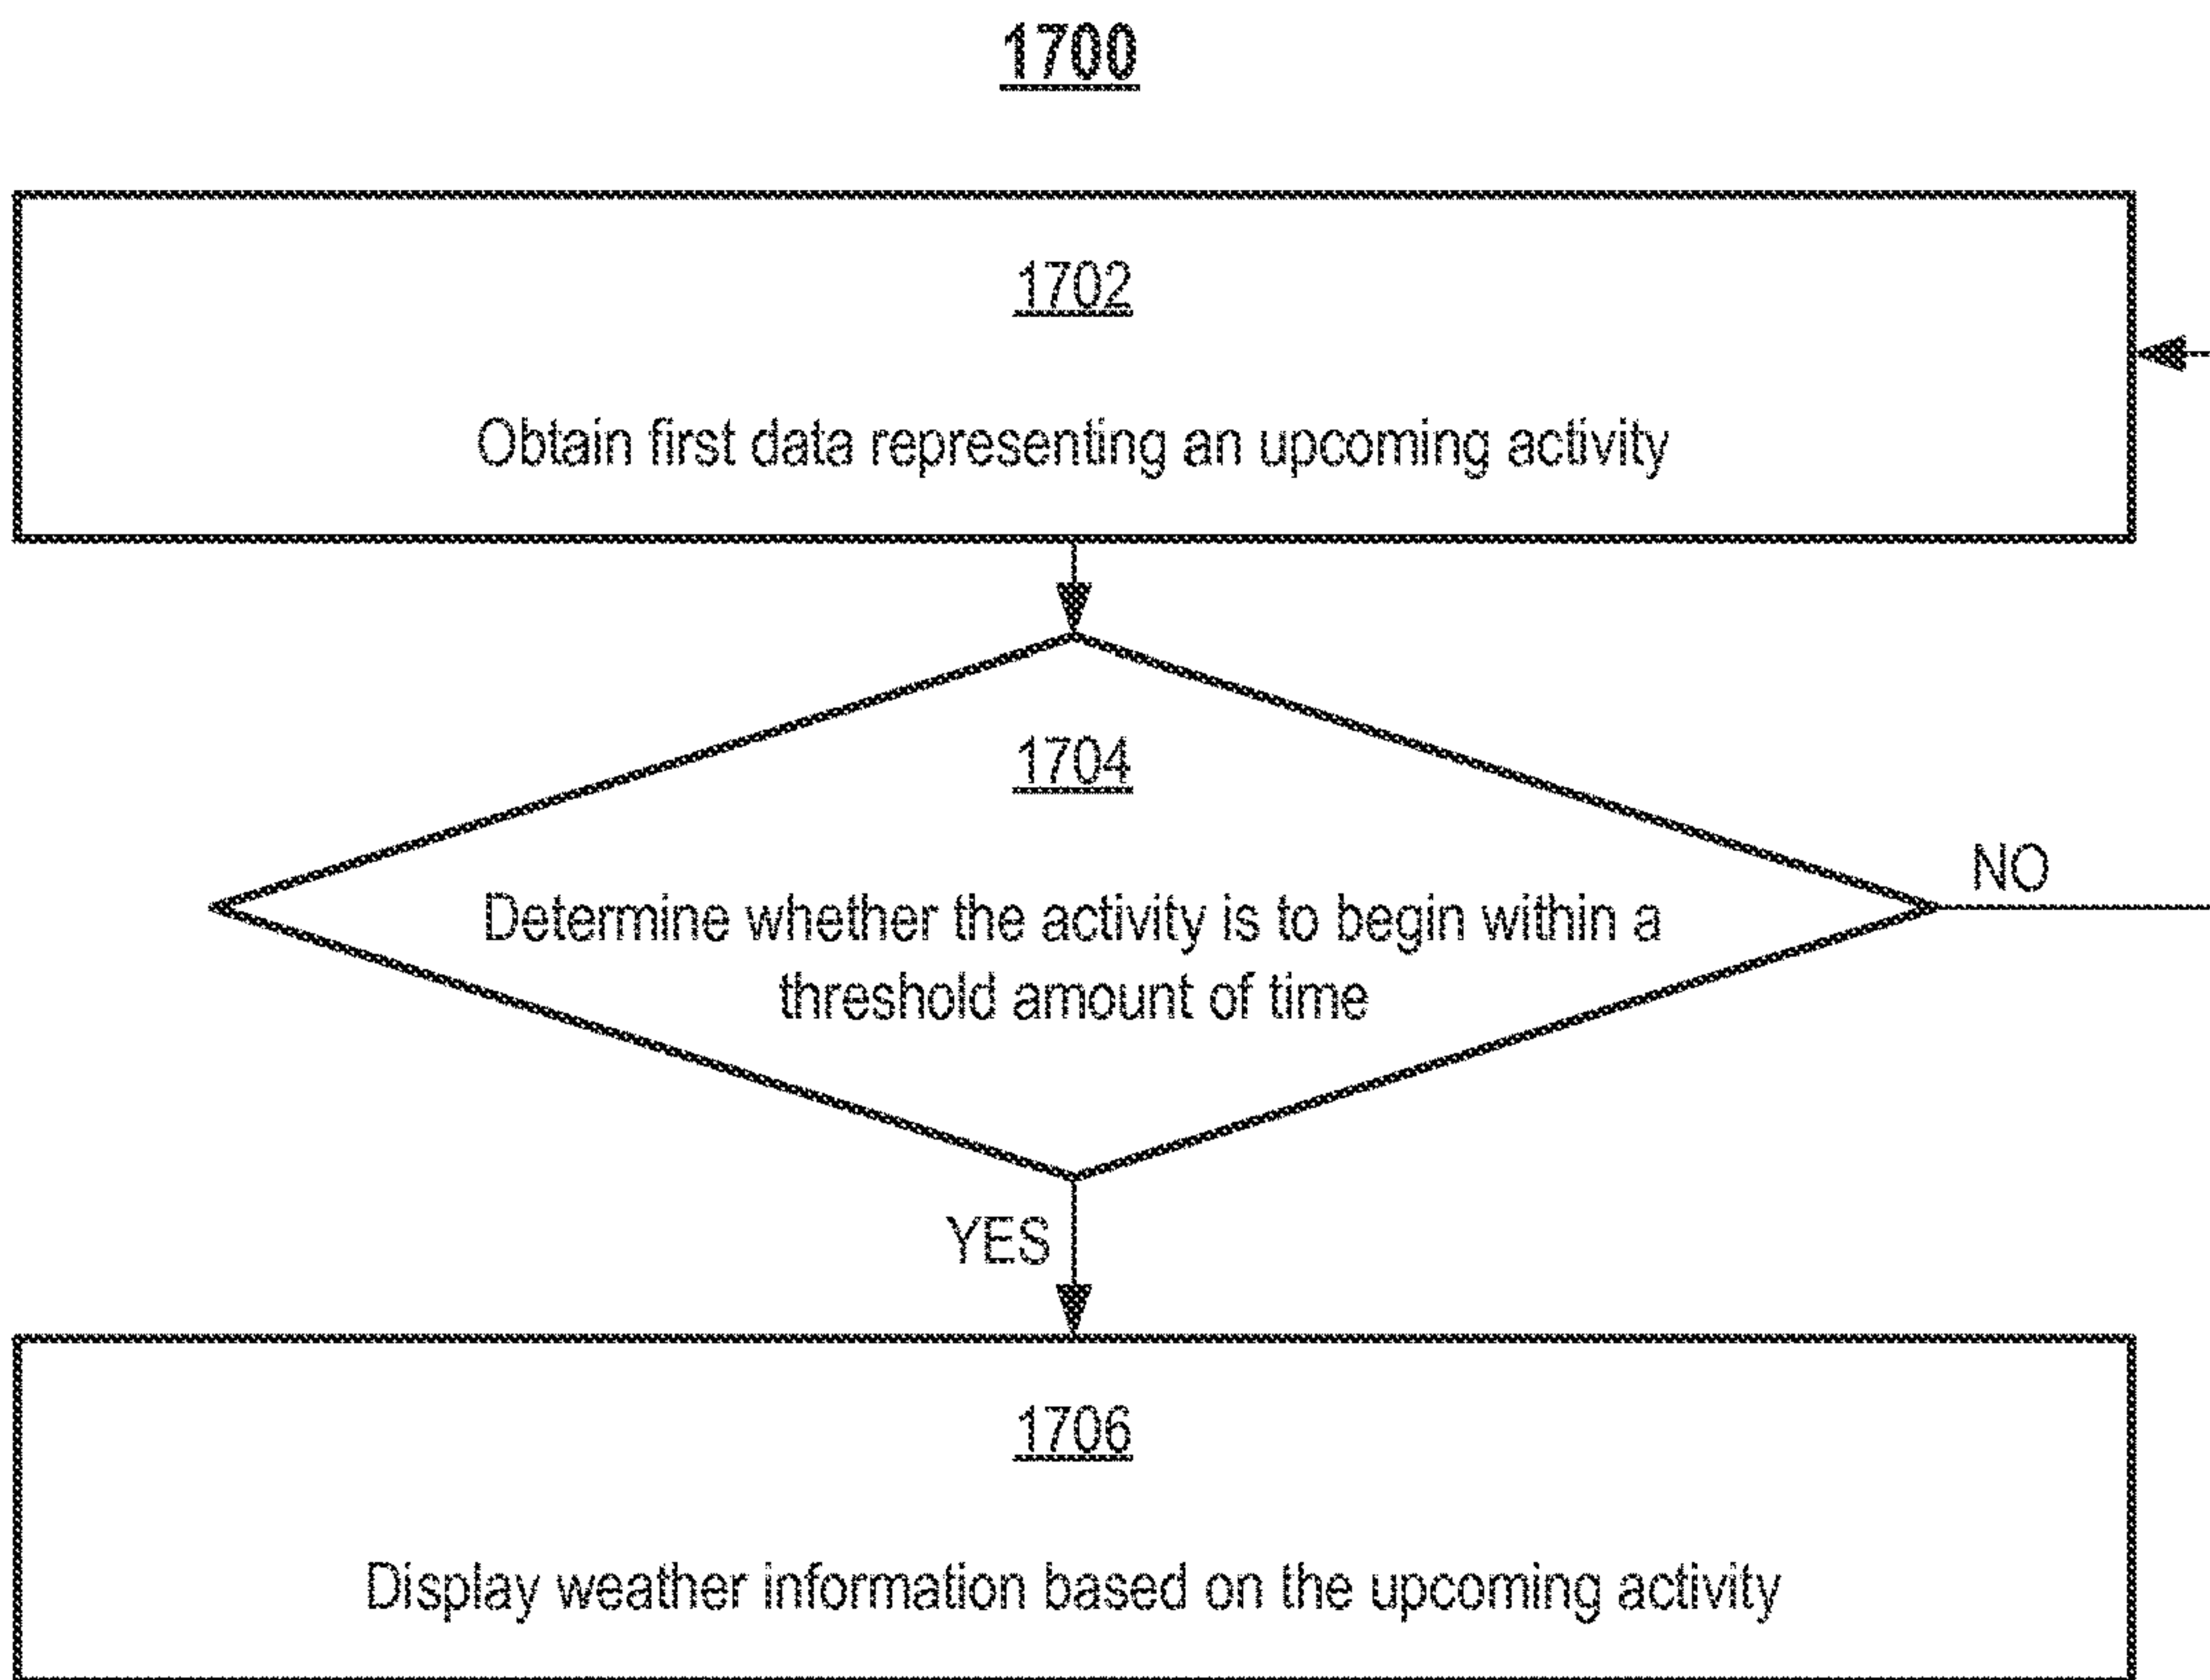 1700
1702
Obtain first data representing an upcoming activity
1704
Determine whether the activity is to begin within a
threshold amount of time
NO
YES
1706
Display weather information based on the upcoming activity